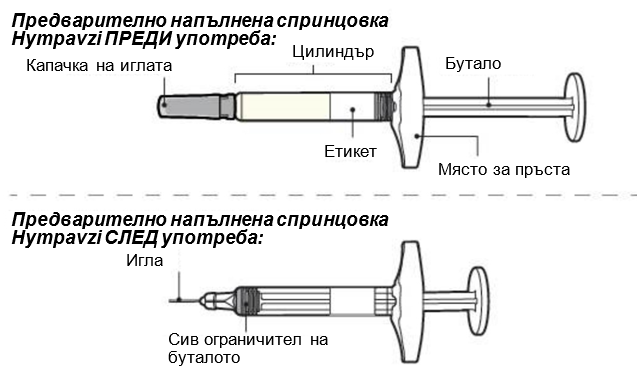 Предварително напълнена спринцовка
Hympavzi ПРЕДИ употреба:
Цилиндър
Капачка на иглата
Бутало
Етикет
Място за пръста
Предварително напълнена спринцовка
Hympavzi СЛЕД употреба:
Игла
Сив ограничител на
буталото